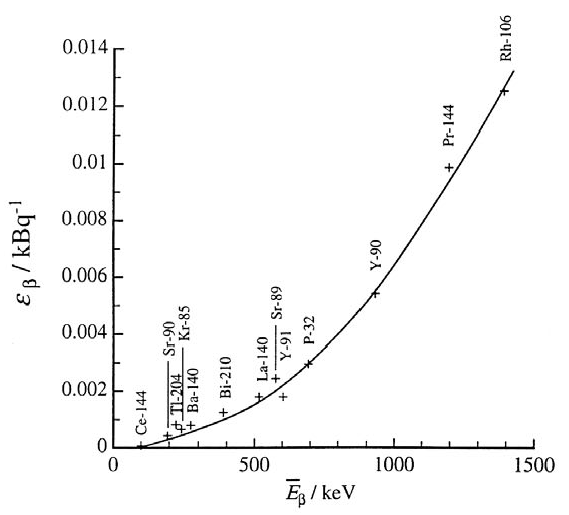 0.014
0.012
0.01
0.008
0.006
0.004
0.002
0
ε β / kBq-1
Ce-144
Sr-90
Tl-204
Kr-85
Ba-140
Bi-210
La-140
Sr-89
Y-91
P-32
Y-90
Pr-144
Rh-106
0
500
1000
1500
E̅β / keV